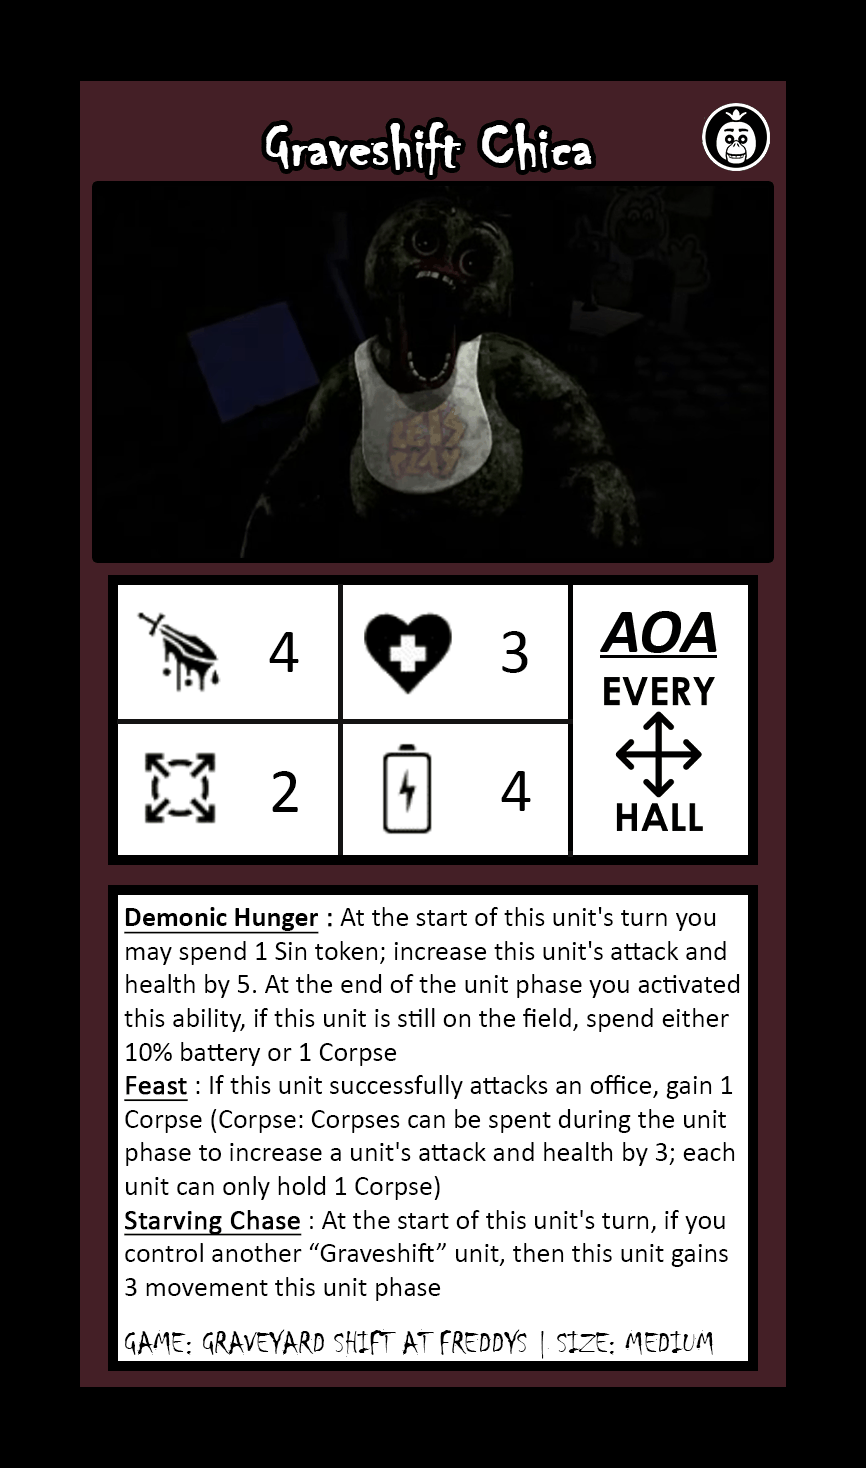 Graveshift Chica
LET'S
PLAY
4
3
AOA
EVERY
HALL
2
4
Demonic Hunger : At the start of this unit's turn you
may spend 1 Sin token; increase this unit's attack and
health by 5. At the end of the unit phase you activated
this ability, if this unit is still on the field, spend either
10% battery or 1 Corpse
Feast : If this unit successfully attacks an office, gain 1
Corpse (Corpse: Corpses can be spent during the unit
phase to increase a unit's attack and health by 3; each
unit can only hold 1 Corpse)
Starving Chase : At the start of this unit's turn, if you
control another “Graveshift” unit, then this unit gains
3 movement this unit phase
GAME: GRAVEYARD SHIFT AT FREDDYS | SIZE: MEDIUM